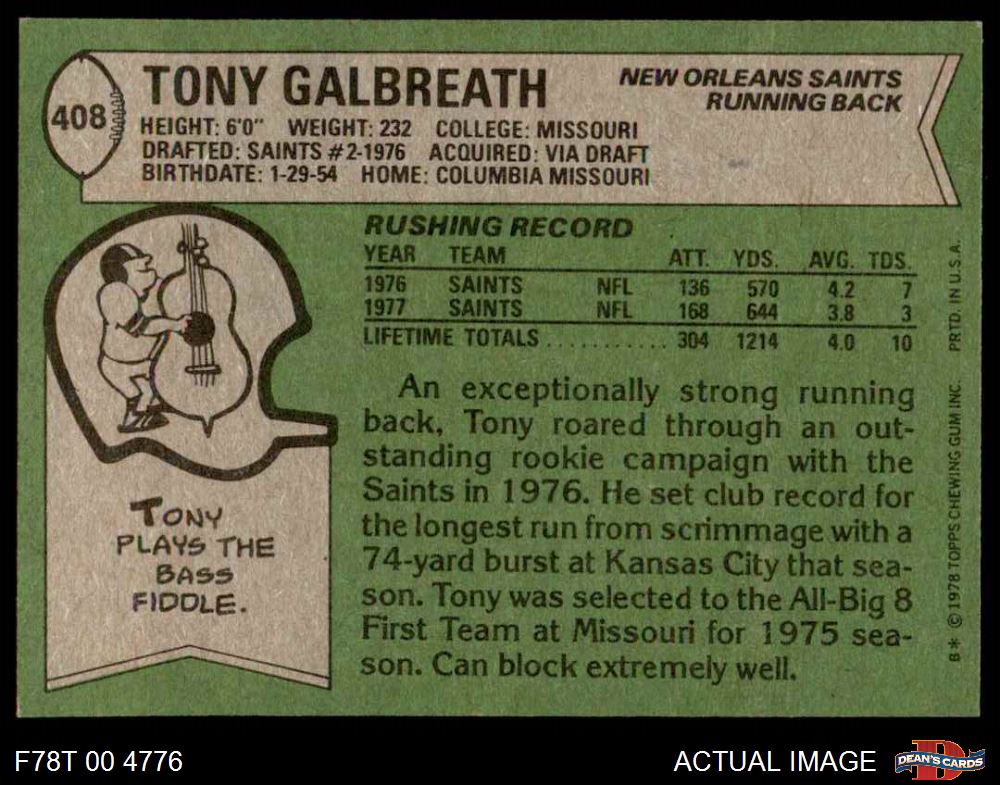 408
TONY GALBREATH
NEW ORLEANS SAINTS
RUNNING BACK
HEIGHT: 6'0" WEIGHT: 232 COLLEGE: MISSOURI
DRAFTED: SAINTS #2-1976 ACQUIRED: VIA DRAFT
BIRTHDATE: 1-29-54 HOME: COLUMBIA MISSOURI
RUSHING RECORD
YEAR TEAM ATT. YDS. AVG. TDS.
1976 SAINTS NFL 136 570 4.2 7
1977 SAINTS NFL 168 644 3.8 3
LIFETIME TOTALS ........... 304 1214 4.0 10
An exceptionally strong running
back, Tony roared through an out-
standing rookie campaign with the
Saints in 1976. He set club record for
the longest run from scrimmage with a
74-yard burst at Kansas City that sea-
son. Tony was selected to the All-Big 8
First Team at Missouri for 1975 sea-
son. Can block extremely well.
TONY
PLAYS THE
BASS
FIDDLE.
B* © 1978 TOPPS CHEWING GUM INC. PRTD. IN U.S.A.
F78T 00 4776
ACTUAL IMAGE
DEAN'S CARDS